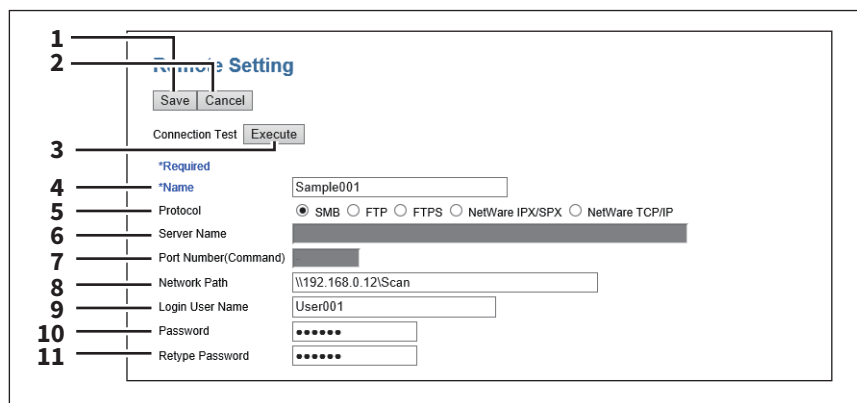 1
2 Remote Setting
Save Cancel
3 Connection Test Execute
*Required
4 *Name Sample001
5 Protocol SMB FTP FTPS NetWare IPX/SPX NetWare TCP/IP
6 Server Name
7 Port Number(Command) -
8 Network Path \\192.168.0.12\Scan
9 Login User Name User001
10 Password ••••••
11 Retype Password ••••••